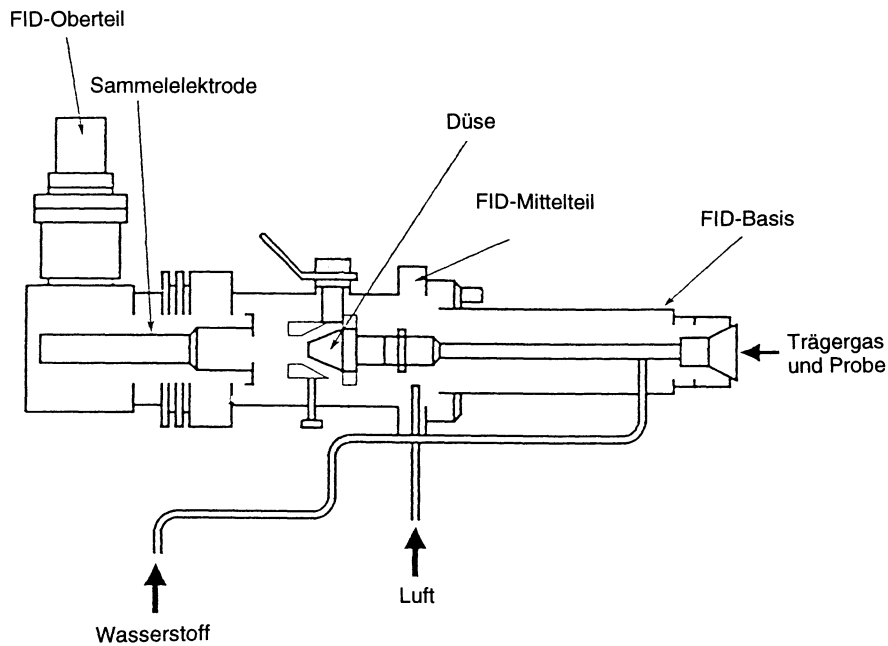 FID-Oberteil
Sammelelektrode
Düse
FID-Mittelteil
FID-Basis
Trägergas
und Probe
Luft
Wasserstoff